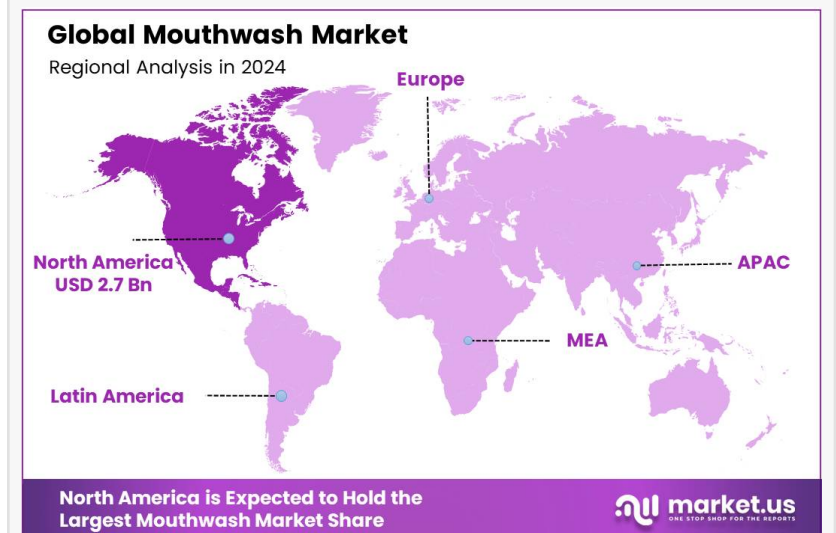 Global Mouthwash Market
Regional Analysis in 2024
Europe
North America
USD 2.7 Bn
APAC
MEA
Latin America
North America is Expected to Hold the
Largest Mouthwash Market Share
market.us
ONE STOP SHOP FOR THE REPORTS